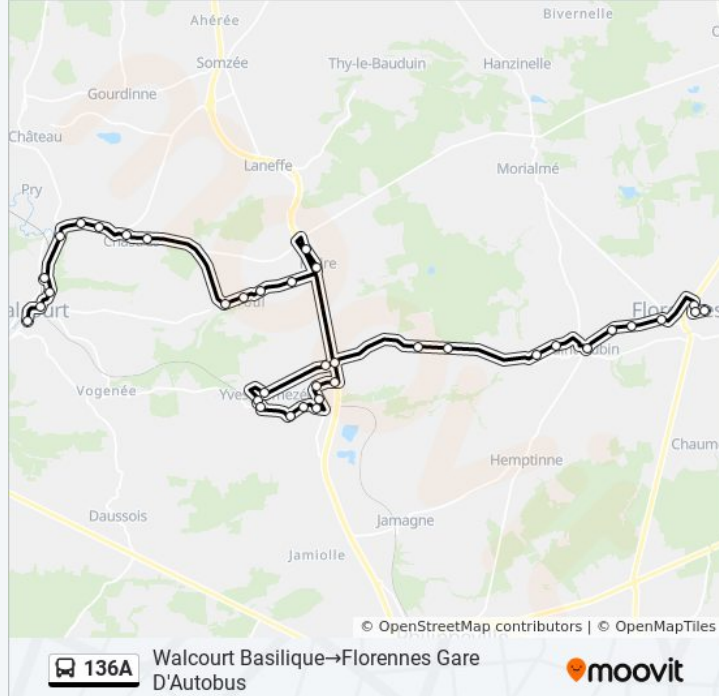 Ahérée
Bivernelle
Somzée
Thy-le-Bauduin
Hanzinelle
Gourdinne
Château
Laneffe
Morialmé
Pry
alcourt
Vogenée
Hemptinne
Chaum
Daussois
Jamagne
Jamiolle
© OpenStreetMap contributors | © OpenMapTiles
136A
Walcourt Basilique→Florennes Gare
D'Autobus
moovit